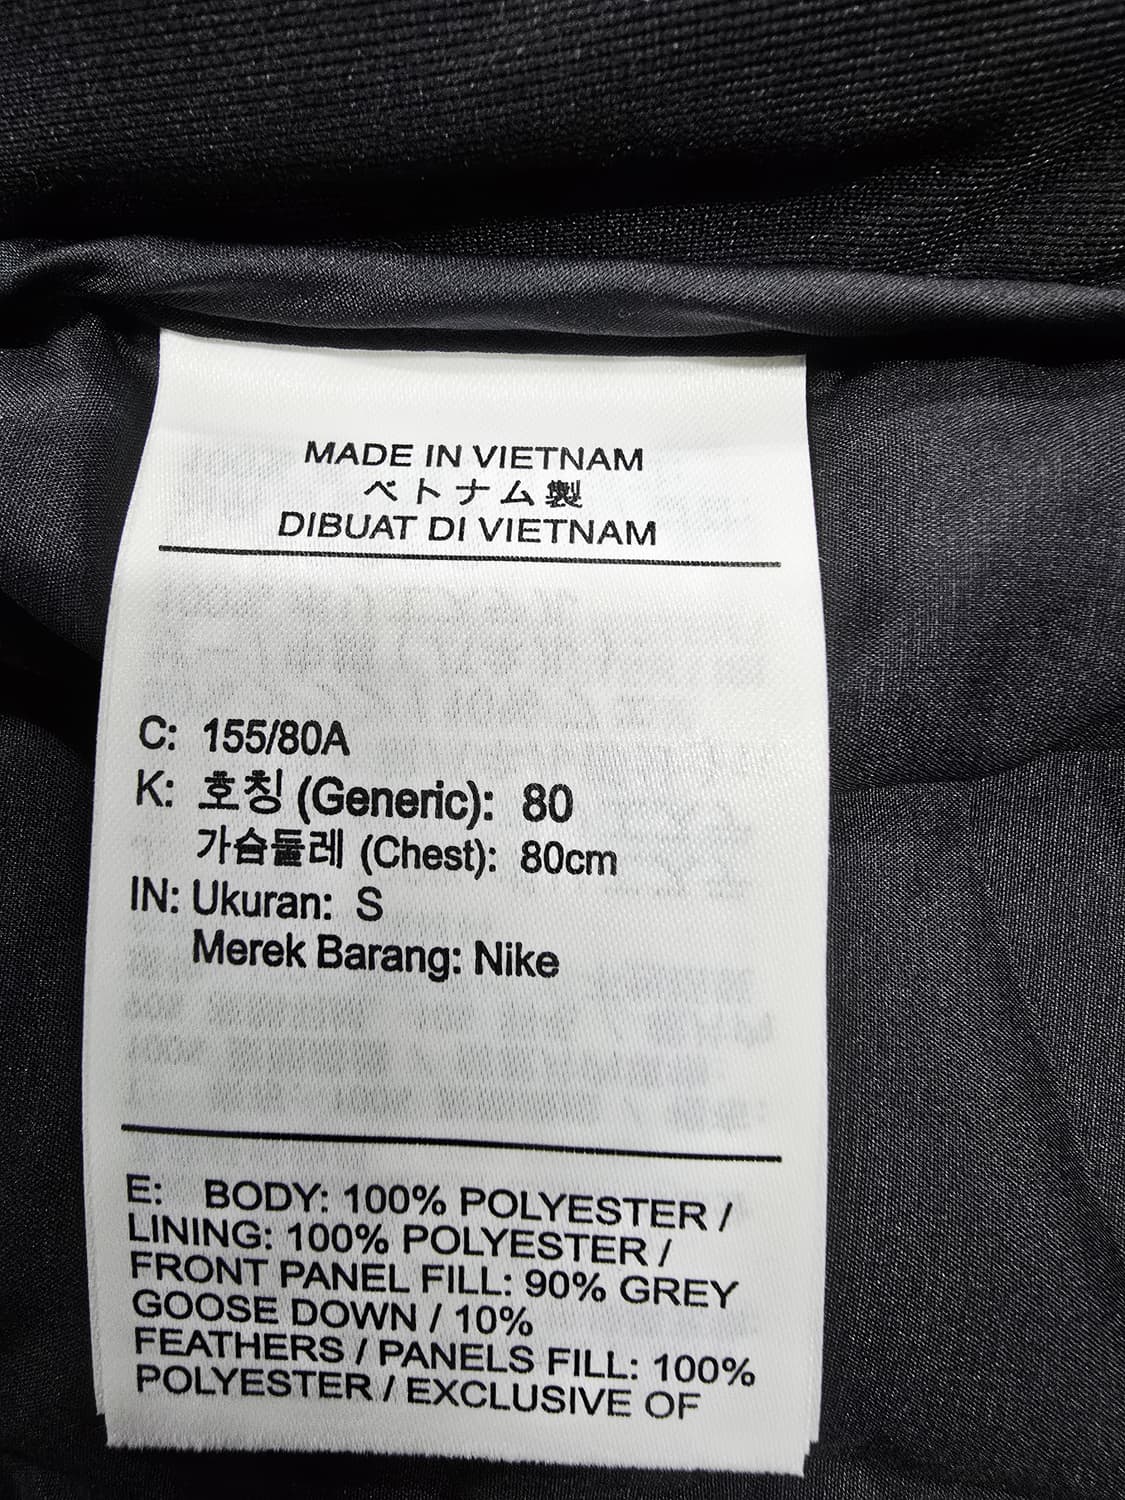 MADE IN VIETNAM
ベトナム製
DIBUAT DI VIETNAM
C: 155/80A
K: 호칭 (Generic): 80
가슴둘레 (Chest): 80cm
IN: Ukuran: S
Merek Barang: Nike
E: BODY: 100% POLYESTER /
LINING: 100% POLYESTER /
FRONT PANEL FILL: 90% GREY
GOOSE DOWN / 10%
FEATHERS / PANELS FILL: 100%
POLYESTER / EXCLUSIVE OF